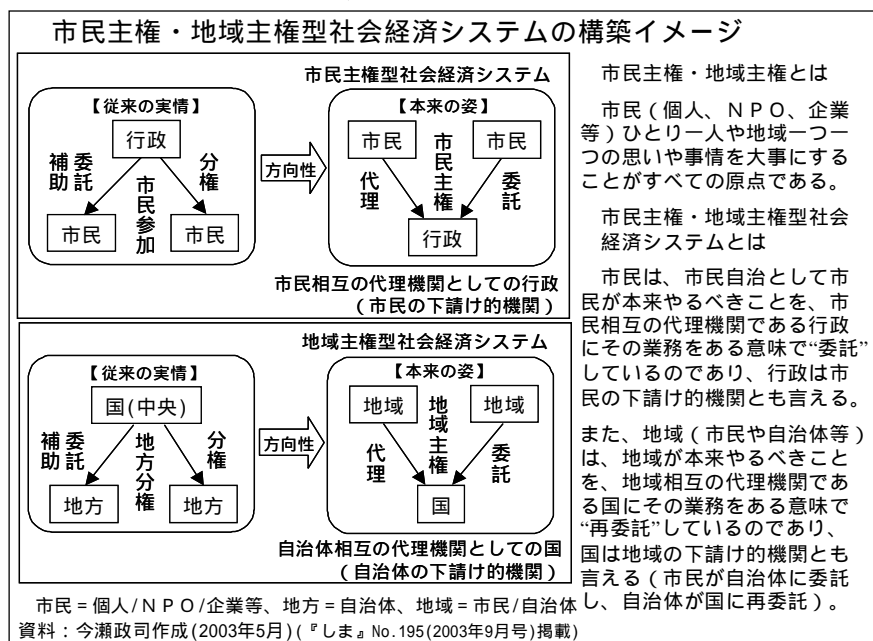 市民主権・地域主権型社会経済システムの構築イメージ
市民主権型社会経済システム
【従来の実情】
行政
補助
委託
市民参加
分権
市民
市民
方向性
【本来の姿】
市民
市民
代理
市民主権
委託
行政
市民相互の代理機関としての行政
(市民の下請け的機関)
地域主権型社会経済システム
【従来の実情】
国(中央)
補助
委託
地方分権
分権
地方
地方
方向性
【本来の姿】
地域
地域
代理
地域主権
委託
国
自治体相互の代理機関としての国
(自治体の下請け的機関)
市民主権・地域主権とは
市民(個人、NPO、企業
等)ひとり一人や地域一つ一
つの思いや事情を大事にする
ことがすべての原点である。
市民主権・地域主権型社会
経済システムとは
市民は、市民自治として市
民が本来やるべきことを、市
民相互の代理機関である行政
にその業務をある意味で“委託”
しているのであり、行政は市
民の下請け的機関とも言える。
また、地域(市民や自治体等)
は、地域が本来やるべきこと
を、地域相互の代理機関であ
る国にその業務をある意味で
“再委託”しているのであり、
国は地域の下請け的機関とも
言える(市民が自治体に委託
し、自治体が国に再委託)。
市民=個人/NPO/企業等、地方=自治体、地域=市民/自治体
資料:今瀬政司作成(2003年5月)(『しま』No.195(2003年9月号)掲載)